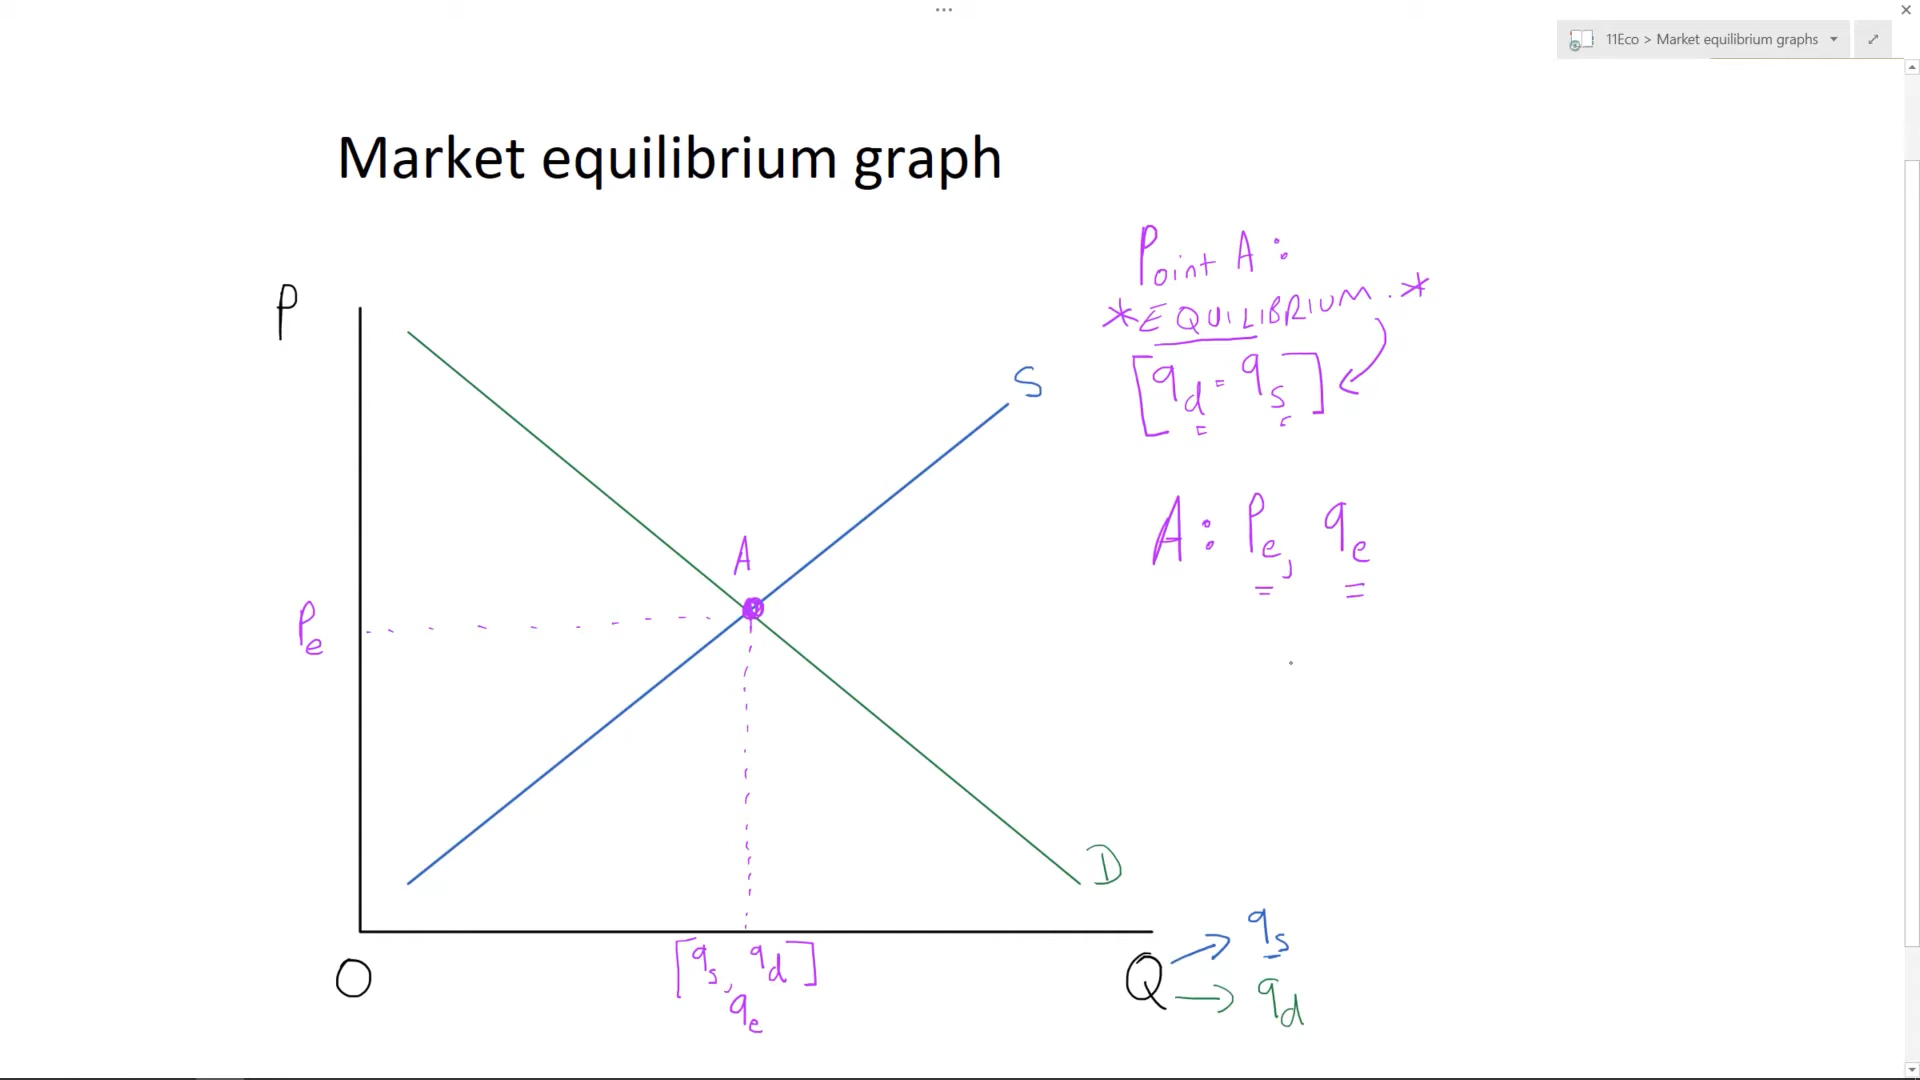 11Eco > Market equilibrium graphs
Market equilibrium graph
Point A:
*EQUILIBRIUM.*
[qd = qs]
A: Pe, qe
P
S
A
Pe
D
O
[qs, qd]
qe
Q
qs
qd